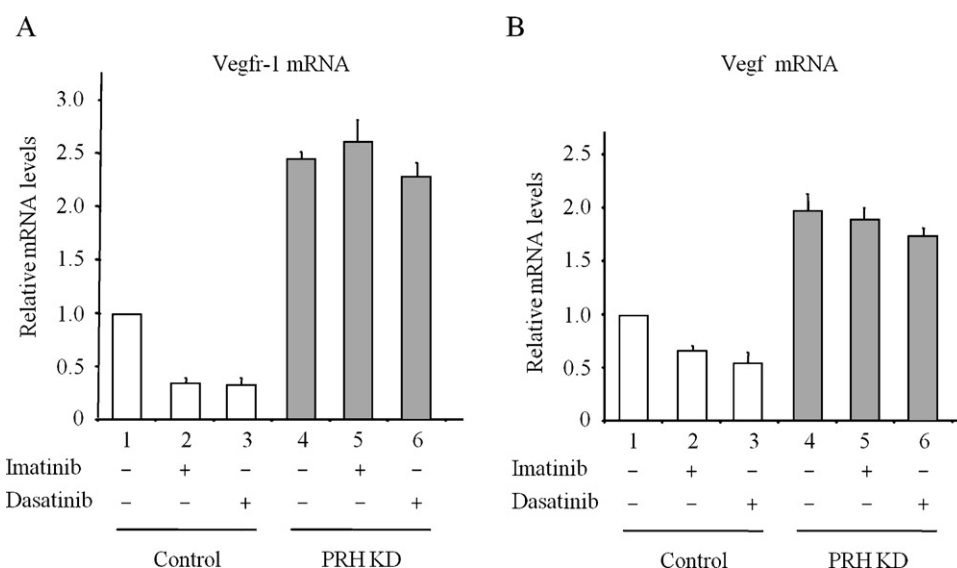 A
Vegfr-1 mRNA
Relative mRNA levels
3.0
2.5
2.0
1.5
1.0
0.5
0
1 2 3 4 5 6
Imatinib – + – – + –
Dasatinib – – + – – +
Control PRH KD
B
Vegf mRNA
Relative mRNA levels
2.5
2.0
1.5
1.0
0.5
0
1 2 3 4 5 6
Imatinib – + – – + –
Dasatinib – – + – – +
Control PRH KD